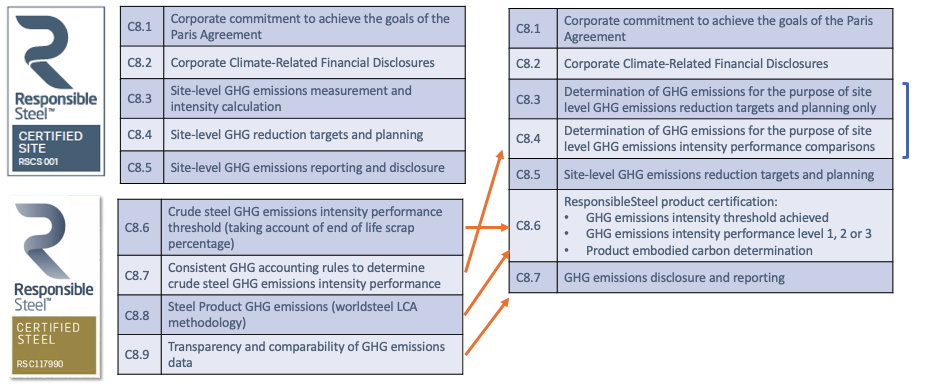 Responsible
Steel™
CERTIFIED
SITE
RSCS 001
C8.1
Corporate commitment to achieve the goals of the
Paris Agreement
C8.2
Corporate Climate-Related Financial Disclosures
C8.3
Site-level GHG emissions measurement and
intensity calculation
C8.4
Site-level GHG reduction targets and planning
C8.5
Site-level GHG emissions reporting and disclosure
Responsible
Steel™
CERTIFIED
STEEL
RSC117990
C8.6
Crude steel GHG emissions intensity performance
threshold (taking account of end of life scrap
percentage)
C8.7
Consistent GHG accounting rules to determine
crude steel GHG emissions intensity performance
C8.8
Steel Product GHG emissions (worldsteel LCA
methodology)
C8.9
Transparency and comparability of GHG emissions
data
C8.1
Corporate commitment to achieve the goals of the Paris
Agreement
C8.2
Corporate Climate-Related Financial Disclosures
C8.3
Determination of GHG emissions for the purpose of site
level GHG emissions reduction targets and planning only
C8.4
Determination of GHG emissions for the purpose of site
level GHG emissions intensity performance comparisons
C8.5
Site-level GHG emissions reduction targets and planning
C8.6
ResponsibleSteel product certification:
• GHG emissions intensity threshold achieved
• GHG emissions intensity performance level 1, 2 or 3
• Product embodied carbon determination
C8.7
GHG emissions disclosure and reporting